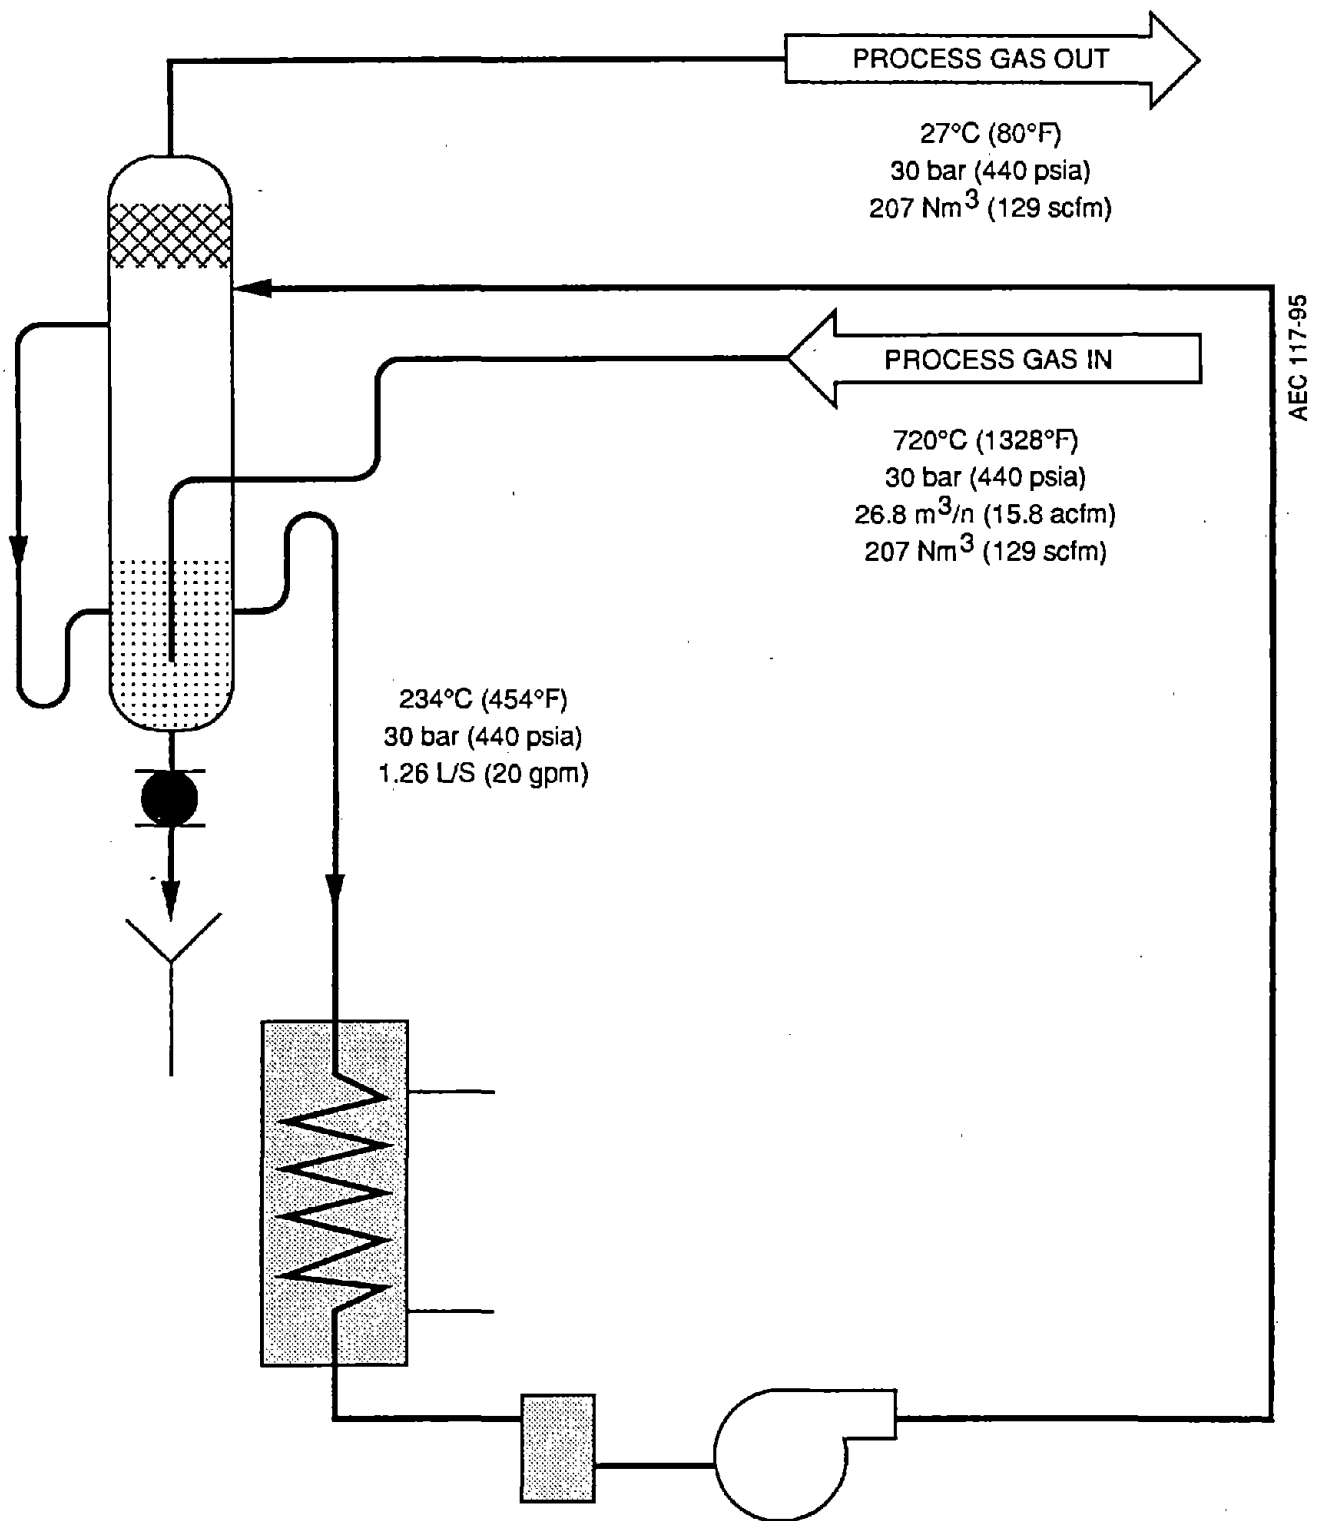 PROCESS GAS OUT
27°C (80°F)
30 bar (440 psia)
207 Nm³ (129 scfm)
PROCESS GAS IN
720°C (1328°F)
30 bar (440 psia)
26.8 m³/n (15.8 acfm)
207 Nm³ (129 scfm)
AEC 117-95
234°C (454°F)
30 bar (440 psia)
1.26 L/S (20 gpm)